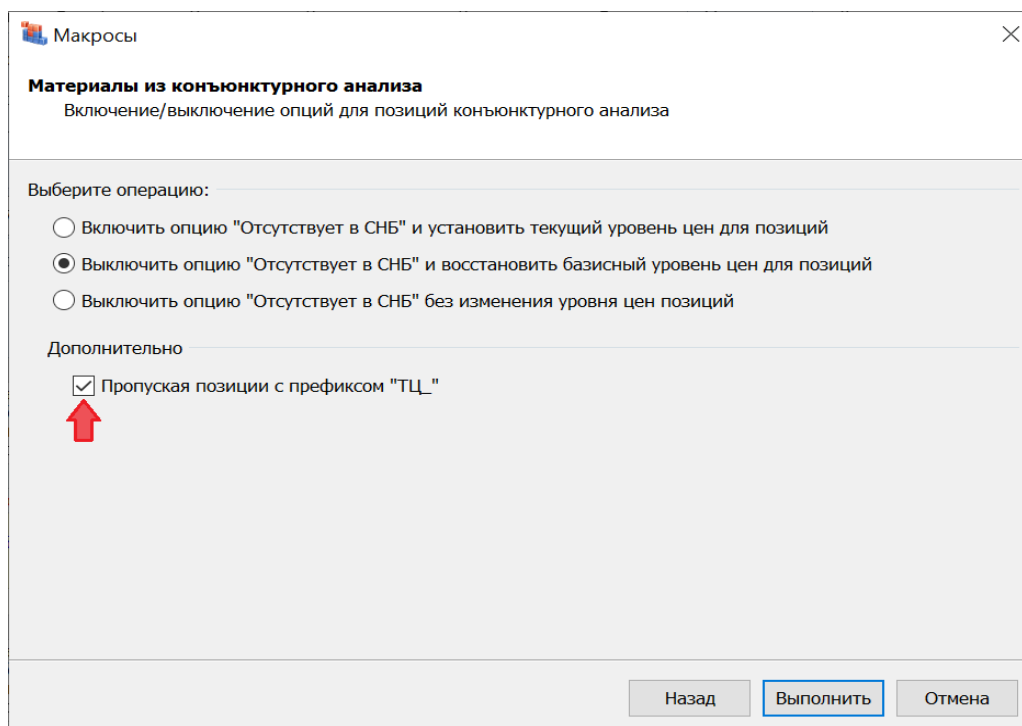 Макросы
Материалы из конъюнктурного анализа
Включение/выключение опций для позиций конъюнктурного анализа
Выберите операцию:
Включить опцию "Отсутствует в СНБ" и установить текущий уровень цен для позиций
Выключить опцию "Отсутствует в СНБ" и восстановить базисный уровень цен для позиций
Выключить опцию "Отсутствует в СНБ" без изменения уровня цен позиций
Дополнительно
Пропуская позиции с префиксом "ТЦ_"
Назад Выполнить Отмена